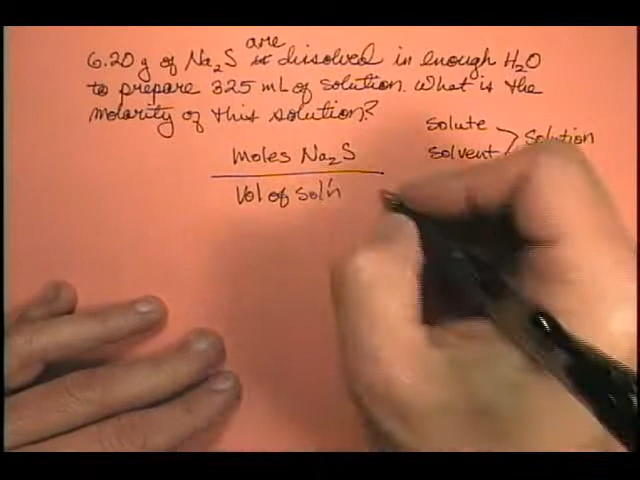 6.20 g of Na₂S are dissolved in enough H₂O
to prepare 325 mL of solution. What is the
molarity of this solution?
solute
solvent
solution
moles Na₂S
Vol of sol'n